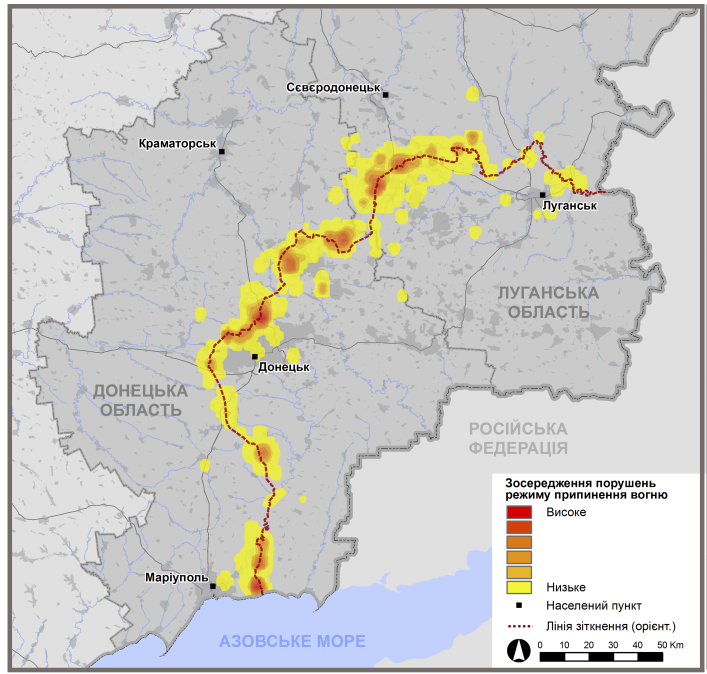 Сєвєродонецьк
Краматорськ
Луганськ
ЛУГАНСЬКА
ОБЛАСТЬ
Донецьк
ДОНЕЦЬКА
ОБЛАСТЬ
РОСІЙСЬКА
ФЕДЕРАЦІЯ
Зосередження порушень
режиму припинення вогню
Високе
Низьке
Населений пункт
Лінія зіткнення (орієнт.)
0 10 20 30 40 50 Km
Маріуполь
АЗОВСЬКЕ МОРЕ